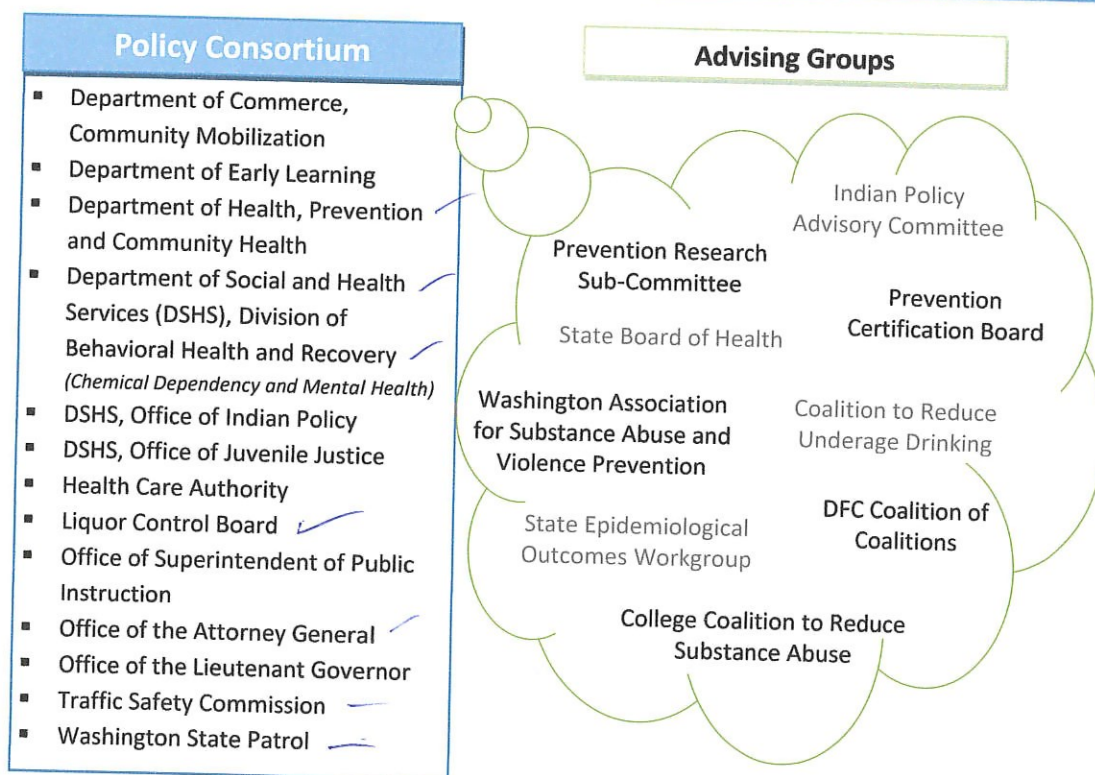 Policy Consortium
▪ Department of Commerce,
Community Mobilization
▪ Department of Early Learning
▪ Department of Health, Prevention
and Community Health
▪ Department of Social and Health
Services (DSHS), Division of
Behavioral Health and Recovery
(Chemical Dependency and Mental Health)
▪ DSHS, Office of Indian Policy
▪ DSHS, Office of Juvenile Justice
▪ Health Care Authority
▪ Liquor Control Board
▪ Office of Superintendent of Public
Instruction
▪ Office of the Attorney General
▪ Office of the Lieutenant Governor
▪ Traffic Safety Commission
▪ Washington State Patrol
Advising Groups
Indian Policy
Advisory Committee
Prevention Research
Sub-Committee
Prevention
Certification Board
State Board of Health
Washington Association
for Substance Abuse and
Violence Prevention
Coalition to Reduce
Underage Drinking
State Epidemiological
Outcomes Workgroup
DFC Coalition of
Coalitions
College Coalition to Reduce
Substance Abuse